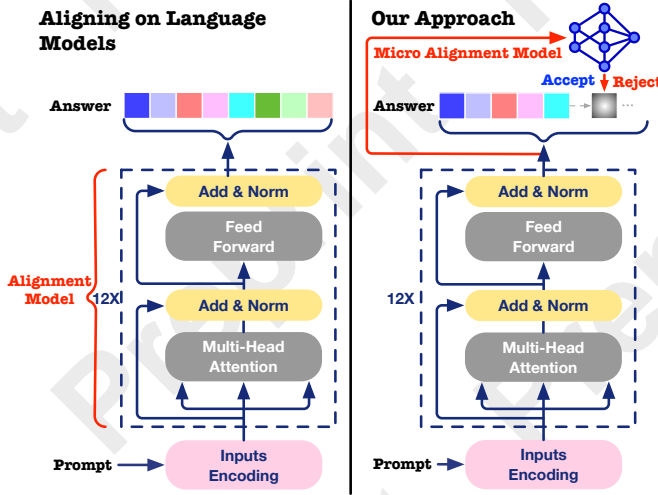 Aligning on Language
Models
Answer
Add & Norm
Feed
Forward
Alignment
Model
12X
Add & Norm
Multi-Head
Attention
Prompt
Inputs
Encoding
Our Approach
Micro Alignment Model
Accept
Reject
Answer
...
Add & Norm
Feed
Forward
12X
Add & Norm
Multi-Head
Attention
Prompt
Inputs
Encoding
Preprint